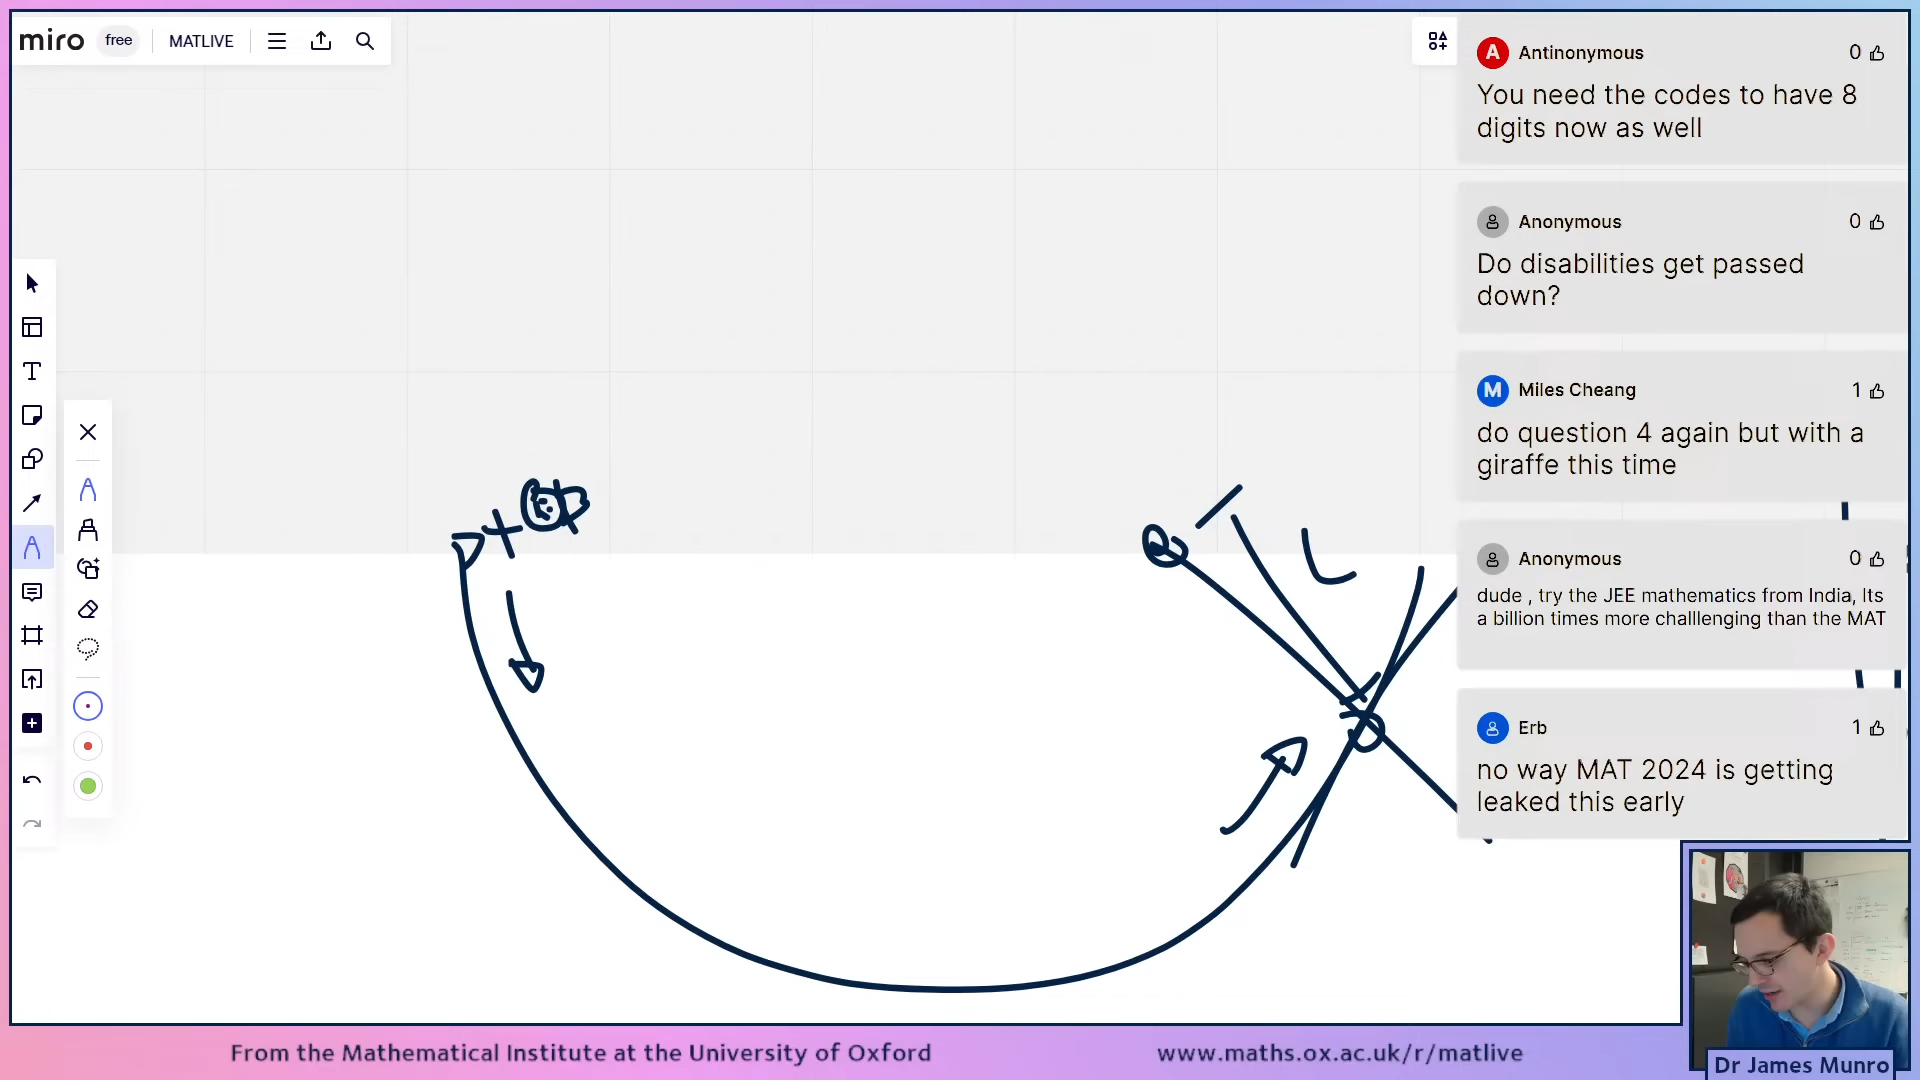 miro free MATLIVE
A Antinonymous 0
You need the codes to have 8
digits now as well
Anonymous 0
Do disabilities get passed
down?
M Miles Cheang 1
do question 4 again but with a
giraffe this time
Anonymous 0
dude , try the JEE mathematics from India, Its
a billion times more challlenging than the MAT
Erb 1
no way MAT 2024 is getting
leaked this early
From the Mathematical Institute at the University of Oxford
www.maths.ox.ac.uk/r/matlive
Dr James Munro